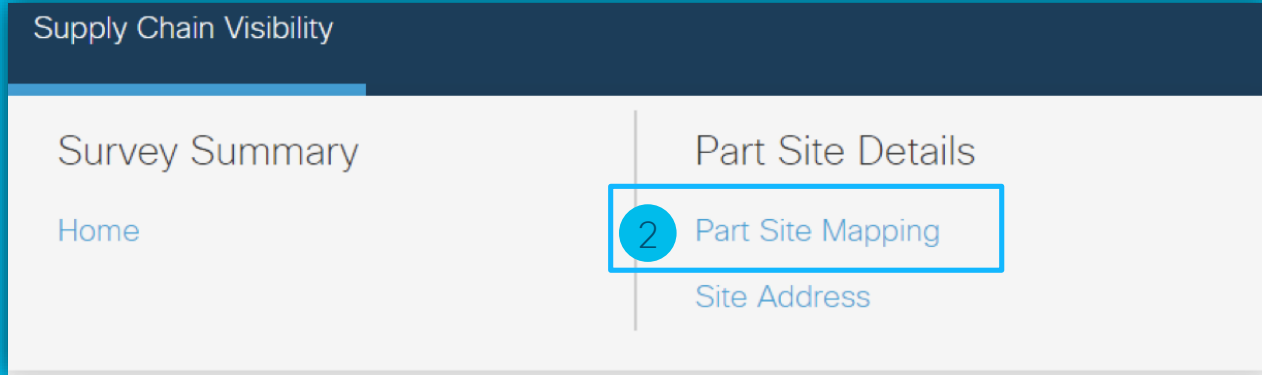 Supply Chain Visibility
Survey Summary
Home
Part Site Details
2 Part Site Mapping
Site Address